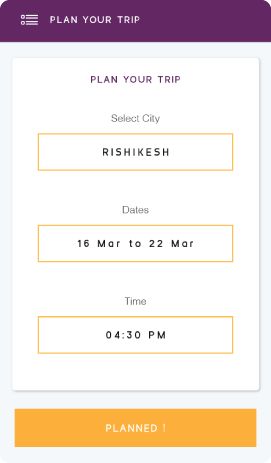 PLAN YOUR TRIP
PLAN YOUR TRIP
Select City
RISHIKESH
Dates
16 Mar to 22 Mar
Time
04:30 PM
PLANNED !